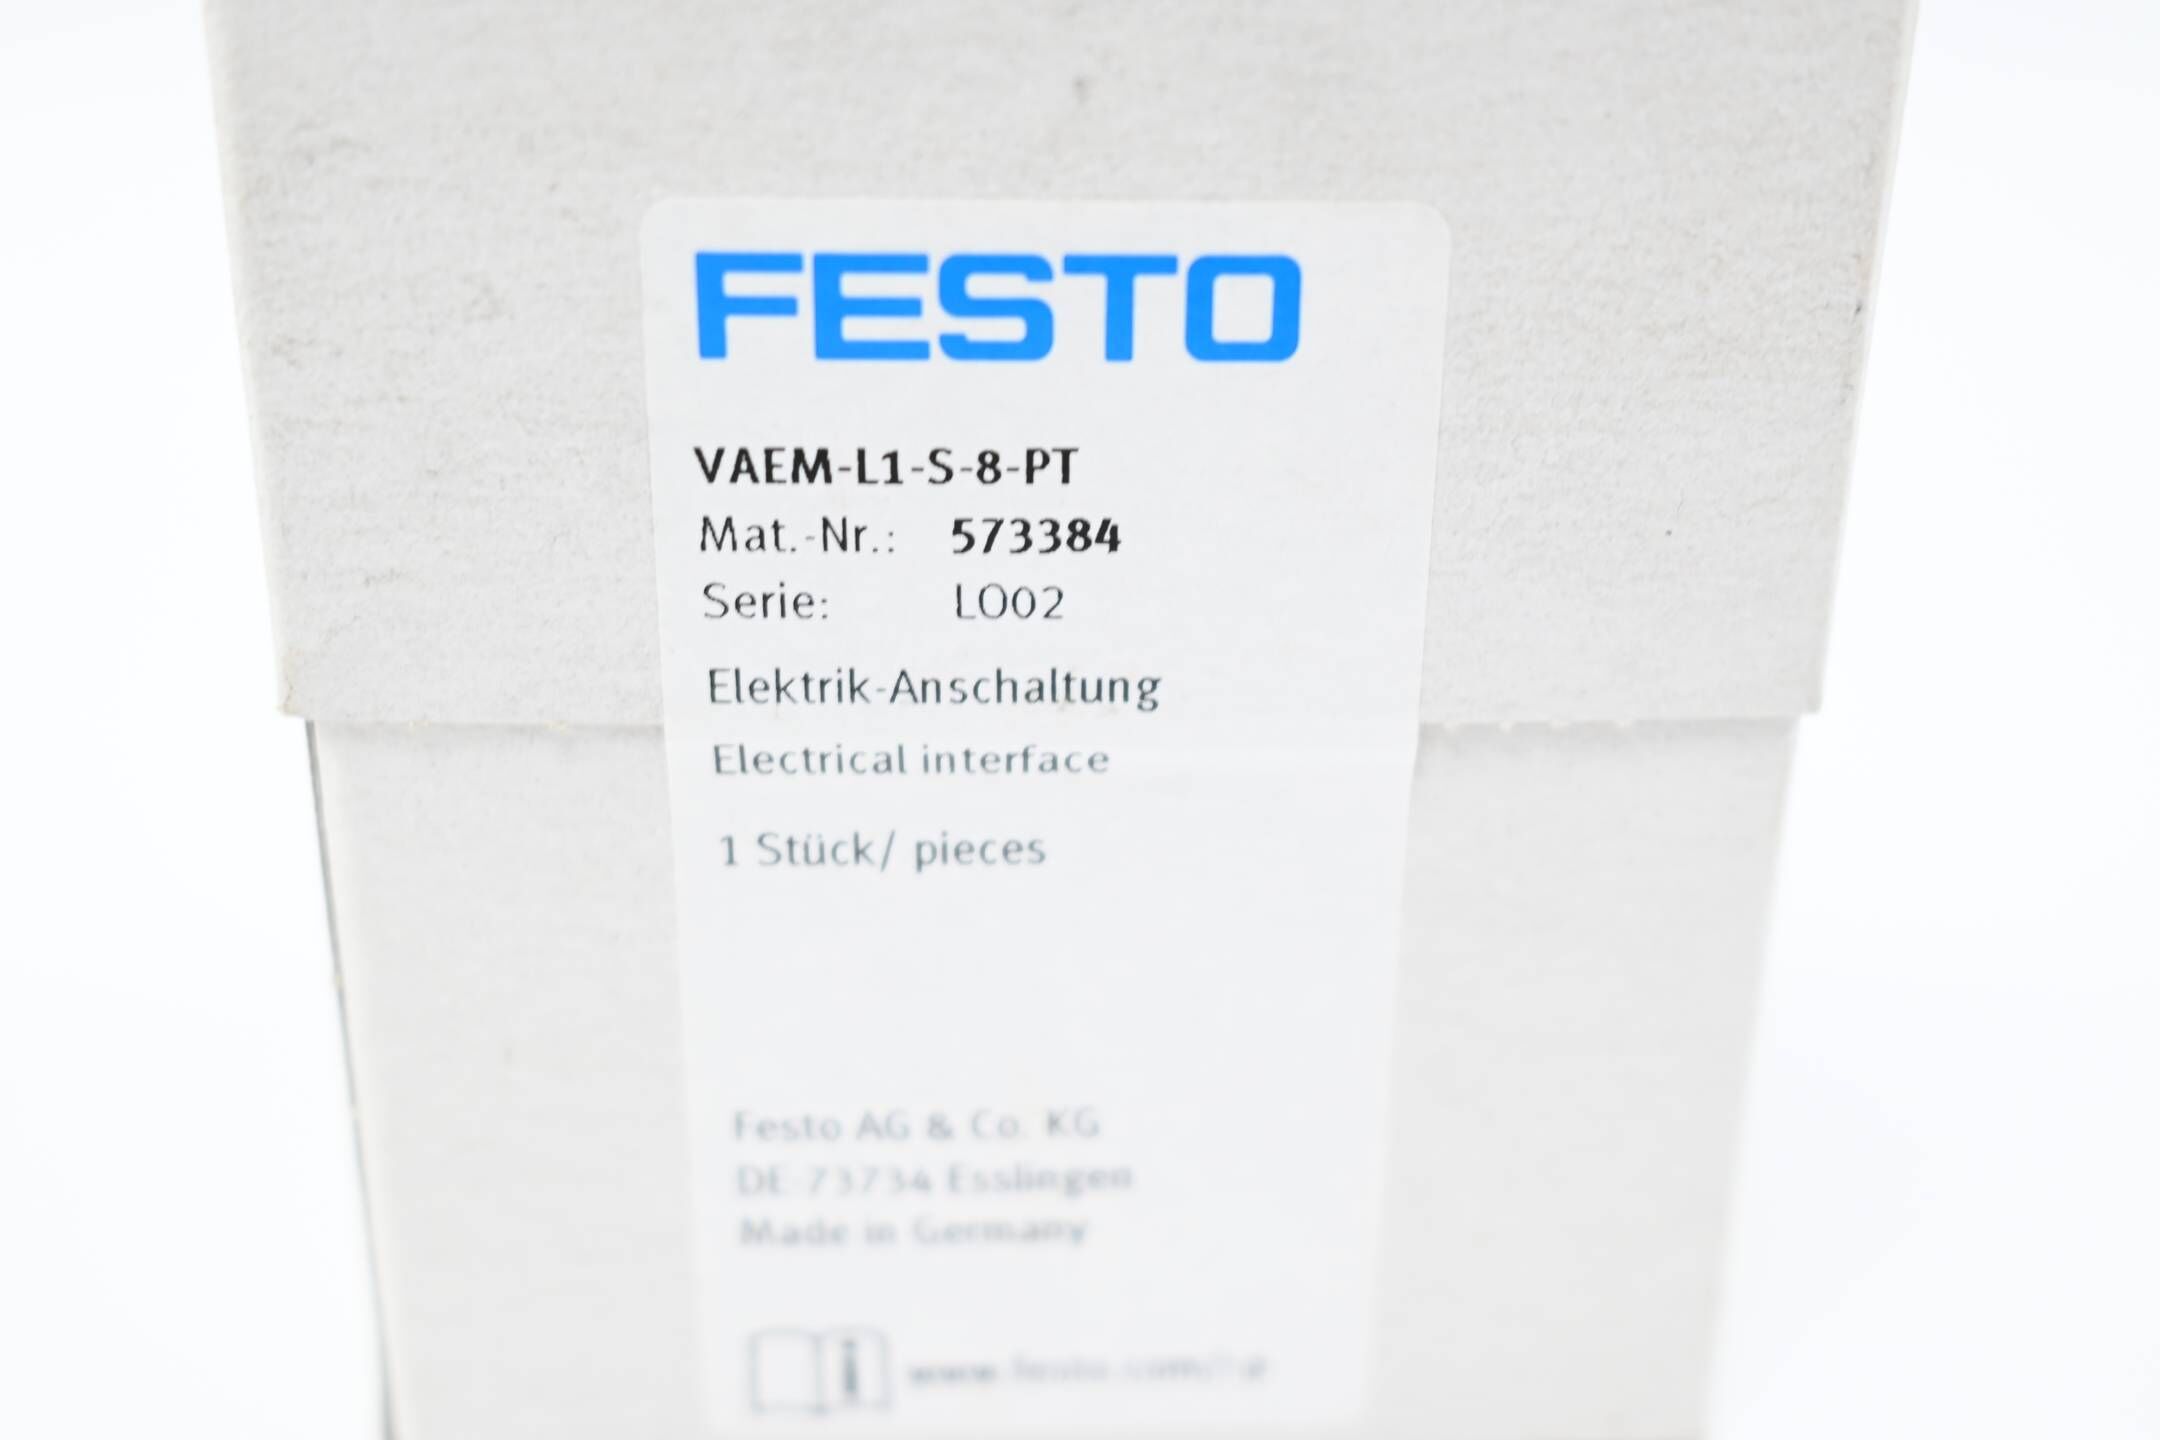 FESTO
VAEM-L1-S-8-PT
Mat.-Nr.: 573384
Serie: LO02
Elektrik-Anschaltung
Electrical interface
1 Stück/ pieces
Festo AG & Co. KG
DE-73734 Esslingen
Made in Germany